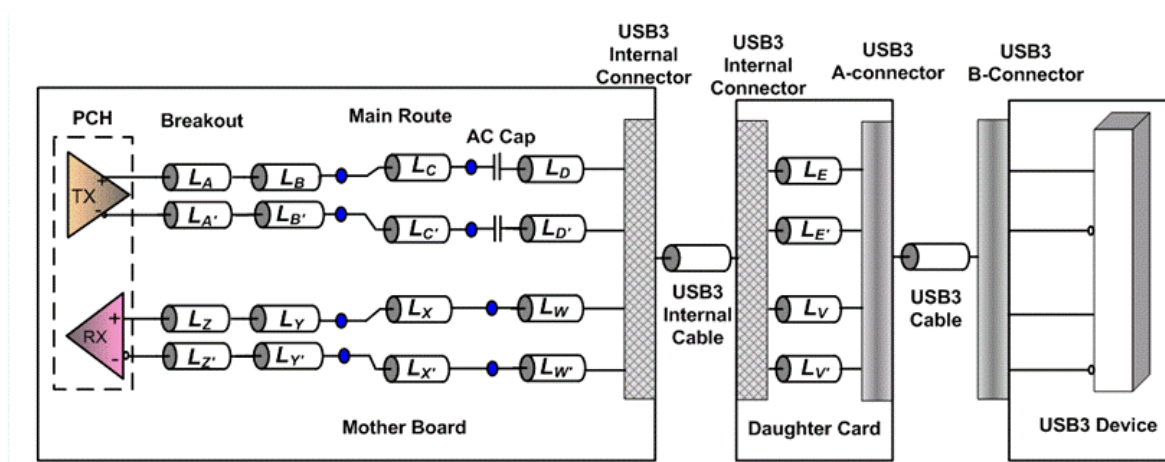 USB3
Internal
Connector
USB3
Internal
Connector
USB3
A-connector
USB3
B-Connector
PCH
Breakout
Main Route
AC Cap
TX
+
-
LA
LB
LC
LD
LA'
LB'
LC'
LD'
LE
LE'
RX
+
-
LZ
LY
LX
LW
LZ'
LY'
LX'
LW'
LV
LV'
USB3
Internal
Cable
USB3
Cable
Mother Board
Daughter Card
USB3 Device